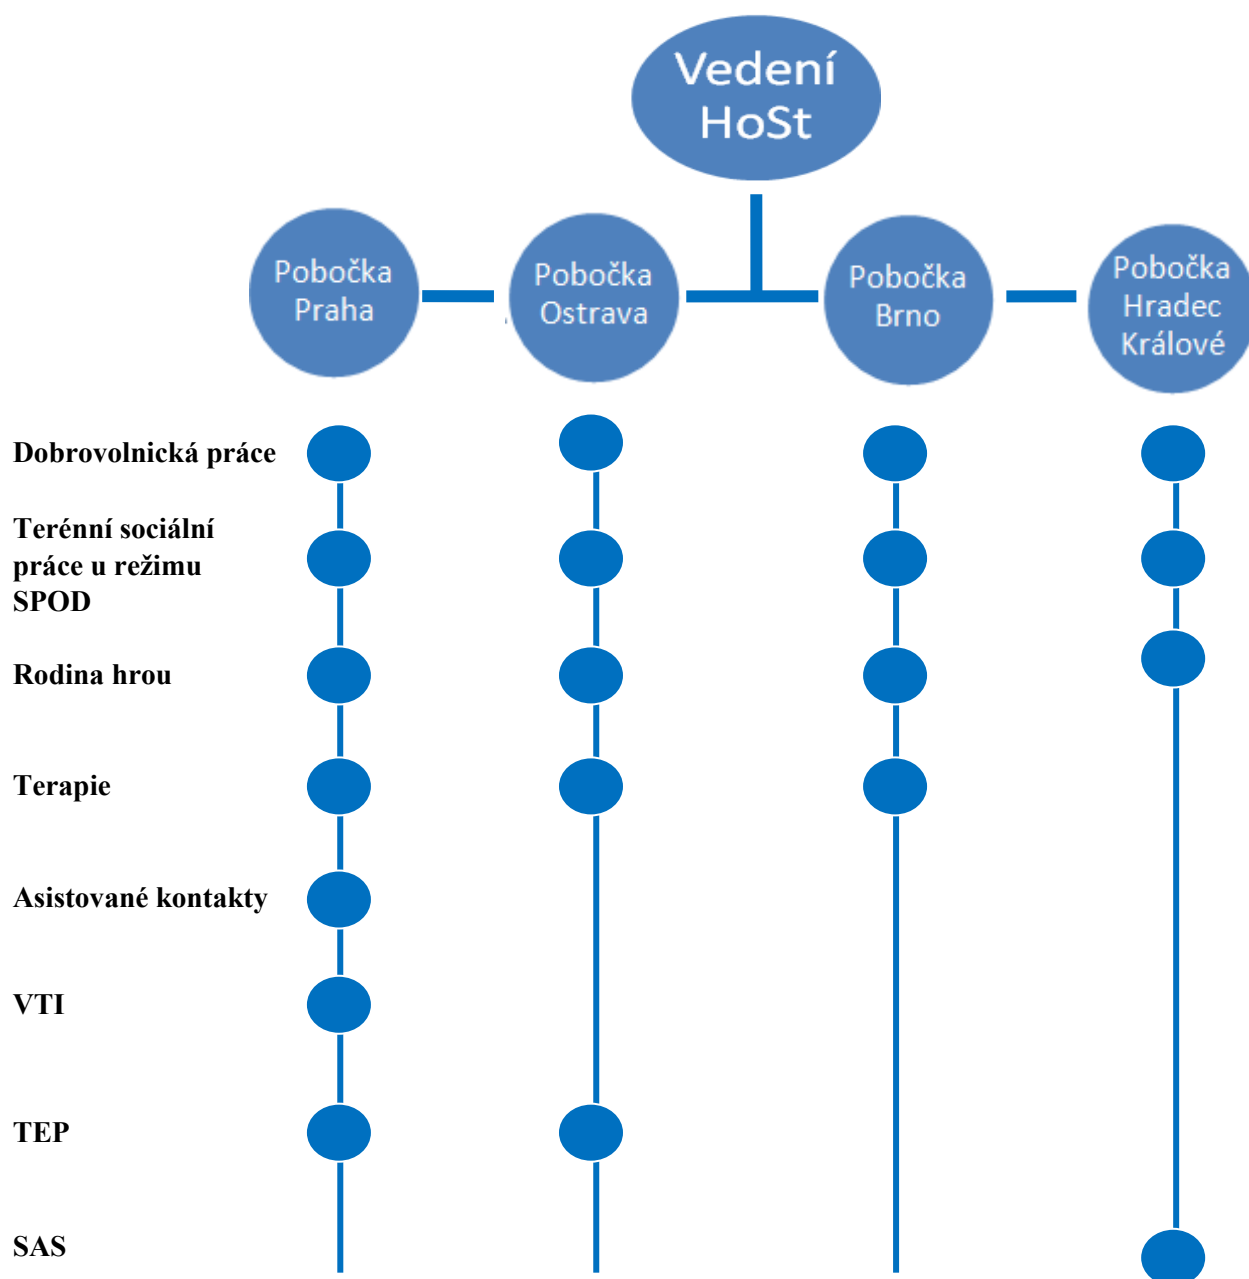 Vedení
HoSt
Pobočka
Praha
Pobočka
Ostrava
Pobočka
Brno
Pobočka
Hradec
Králové
Dobrovolnická práce
Terénní sociální
práce u režimu
SPOD
Rodina hrou
Terapie
Asistované kontakty
VTI
TEP
SAS